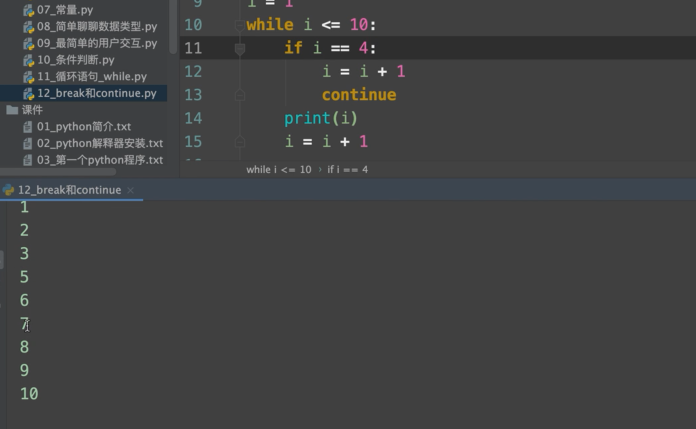 07_常量.py
08_简单聊聊数据类型.py
09_最简单的用户交互.py
10_条件判断.py
11_循环语句_while.py
12_break和continue.py
课件
01_python简介.txt
02_python解释器安装.txt
03_第一个python程序.txt
9 i = 1
10 while i <= 10:
11 if i == 4:
12 i = i + 1
13 continue
14 print(i)
15 i = i + 1
while i <= 10 › if i == 4
12_break和continue ×
1
2
3
5
6
7
8
9
10